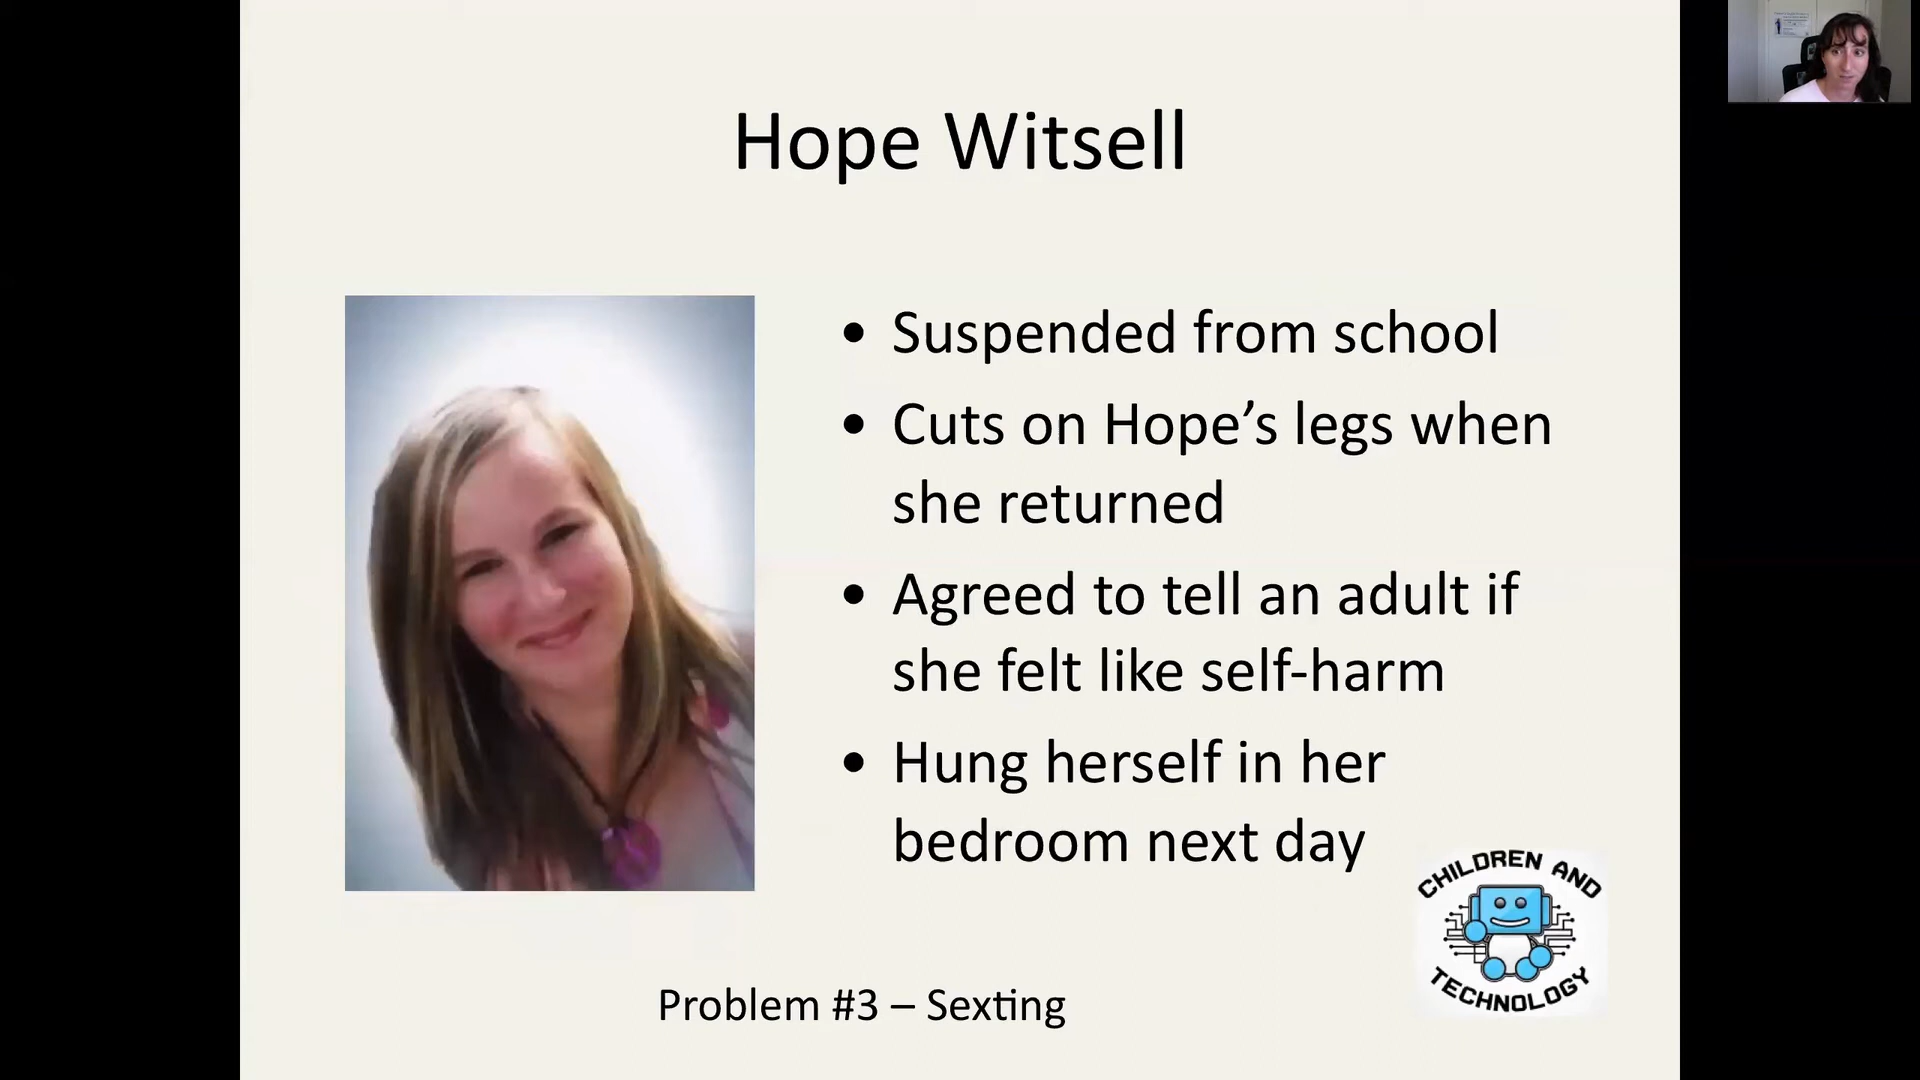 Hope Witsell
• Suspended from school
• Cuts on Hope’s legs when
she returned
• Agreed to tell an adult if
she felt like self-harm
• Hung herself in her
bedroom next day
CHILDREN AND
TECHNOLOGY
Problem #3 – Sexting